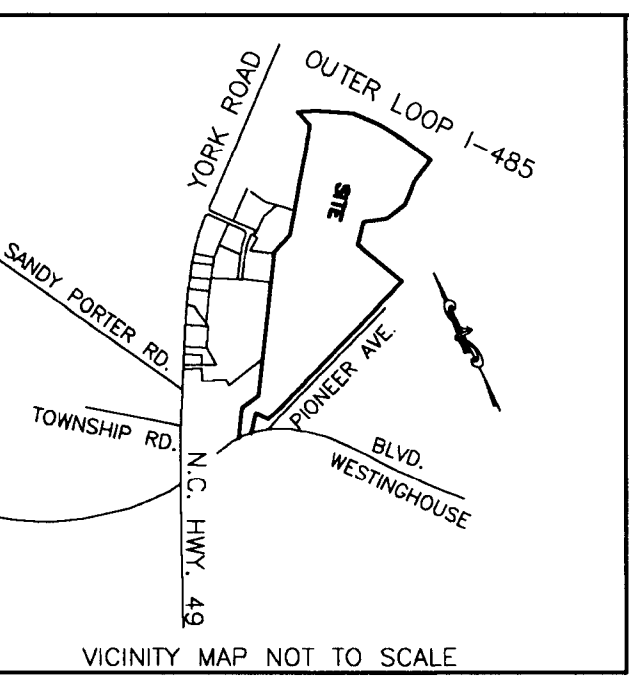 OUTER LOOP I-485
YORK ROAD
SITE
SANDY PORTER RD.
PIONEER AVE.
TOWNSHIP RD.
BLVD.
WESTINGHOUSE
N.C. HWY. 49
VICINITY MAP NOT TO SCALE